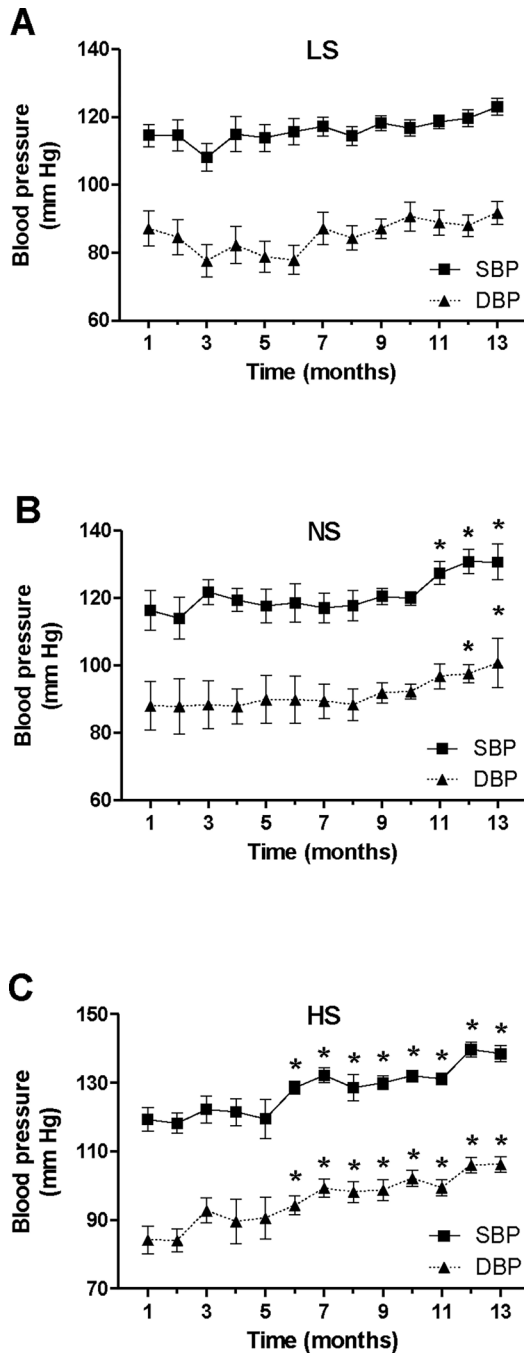 A
LS
140
120
100
80
60
Blood pressure
(mm Hg)
SBP
DBP
1 3 5 7 9 11 13
Time (months)
B
NS
140
120
100
80
60
Blood pressure
(mm Hg)
* * *
* *
SBP
DBP
1 3 5 7 9 11 13
Time (months)
C
HS
150
130
110
90
70
Blood pressure
(mm Hg)
* * * * * * * *
* * * * * * * *
SBP
DBP
1 3 5 7 9 11 13
Time (months)